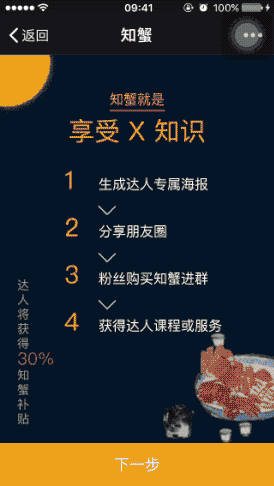 09:41
100%
返回
知蟹
知蟹就是
享受 X 知识
1 生成达人专属海报
2 分享朋友圈
3 粉丝购买知蟹进群
4 获得达人课程或服务
达人将获得30%知蟹补贴
下一步